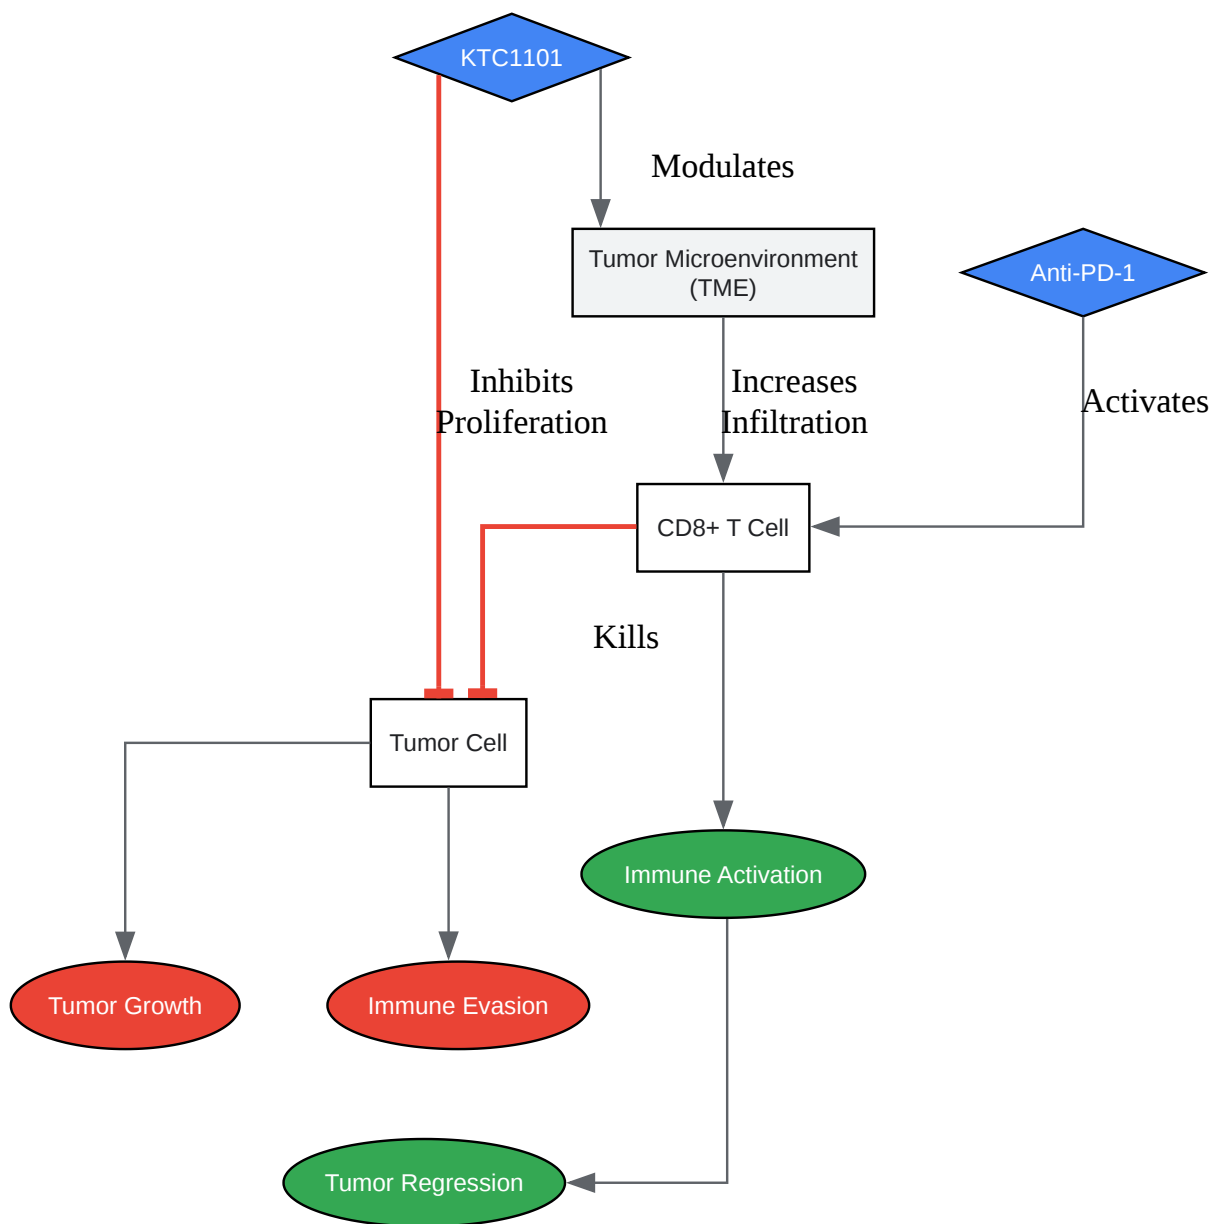 KTC1101
Modulates
Tumor Microenvironment
(TME)
Anti-PD-1
Inhibits
Proliferation
Increases
Infiltration
Activates
CD8+ T Cell
Kills
Tumor Cell
Immune Activation
Tumor Growth
Immune Evasion
Tumor Regression